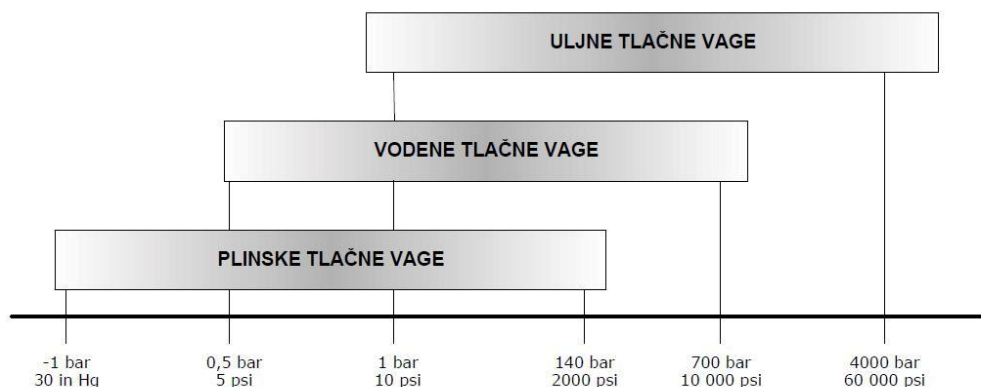 ULJNE TLAČNE VAGE
VODENE TLAČNE VAGE
PLINSKE TLAČNE VAGE
-1 bar
30 in Hg
0,5 bar
5 psi
1 bar
10 psi
140 bar
2000 psi
700 bar
10 000 psi
4000 bar
60 000 psi